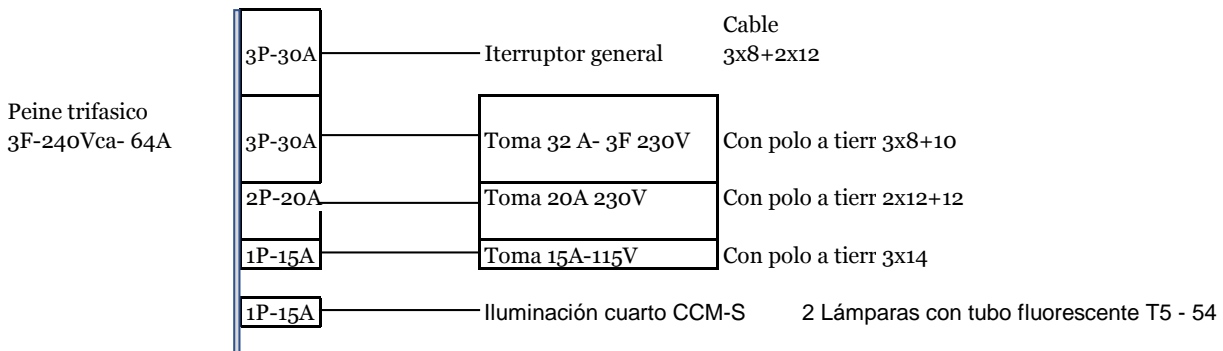 Cable
3P-30A Iterruptor general 3x8+2x12
Peine trifasico
3F-240Vca- 64A 3P-30A Toma 32 A- 3F 230V Con polo a tierr 3x8+10
2P-20A Toma 20A 230V Con polo a tierr 2x12+12
1P-15A Toma 15A-115V Con polo a tierr 3x14
1P-15A Iluminación cuarto CCM-S 2 Lámparas con tubo fluorescente T5 - 54